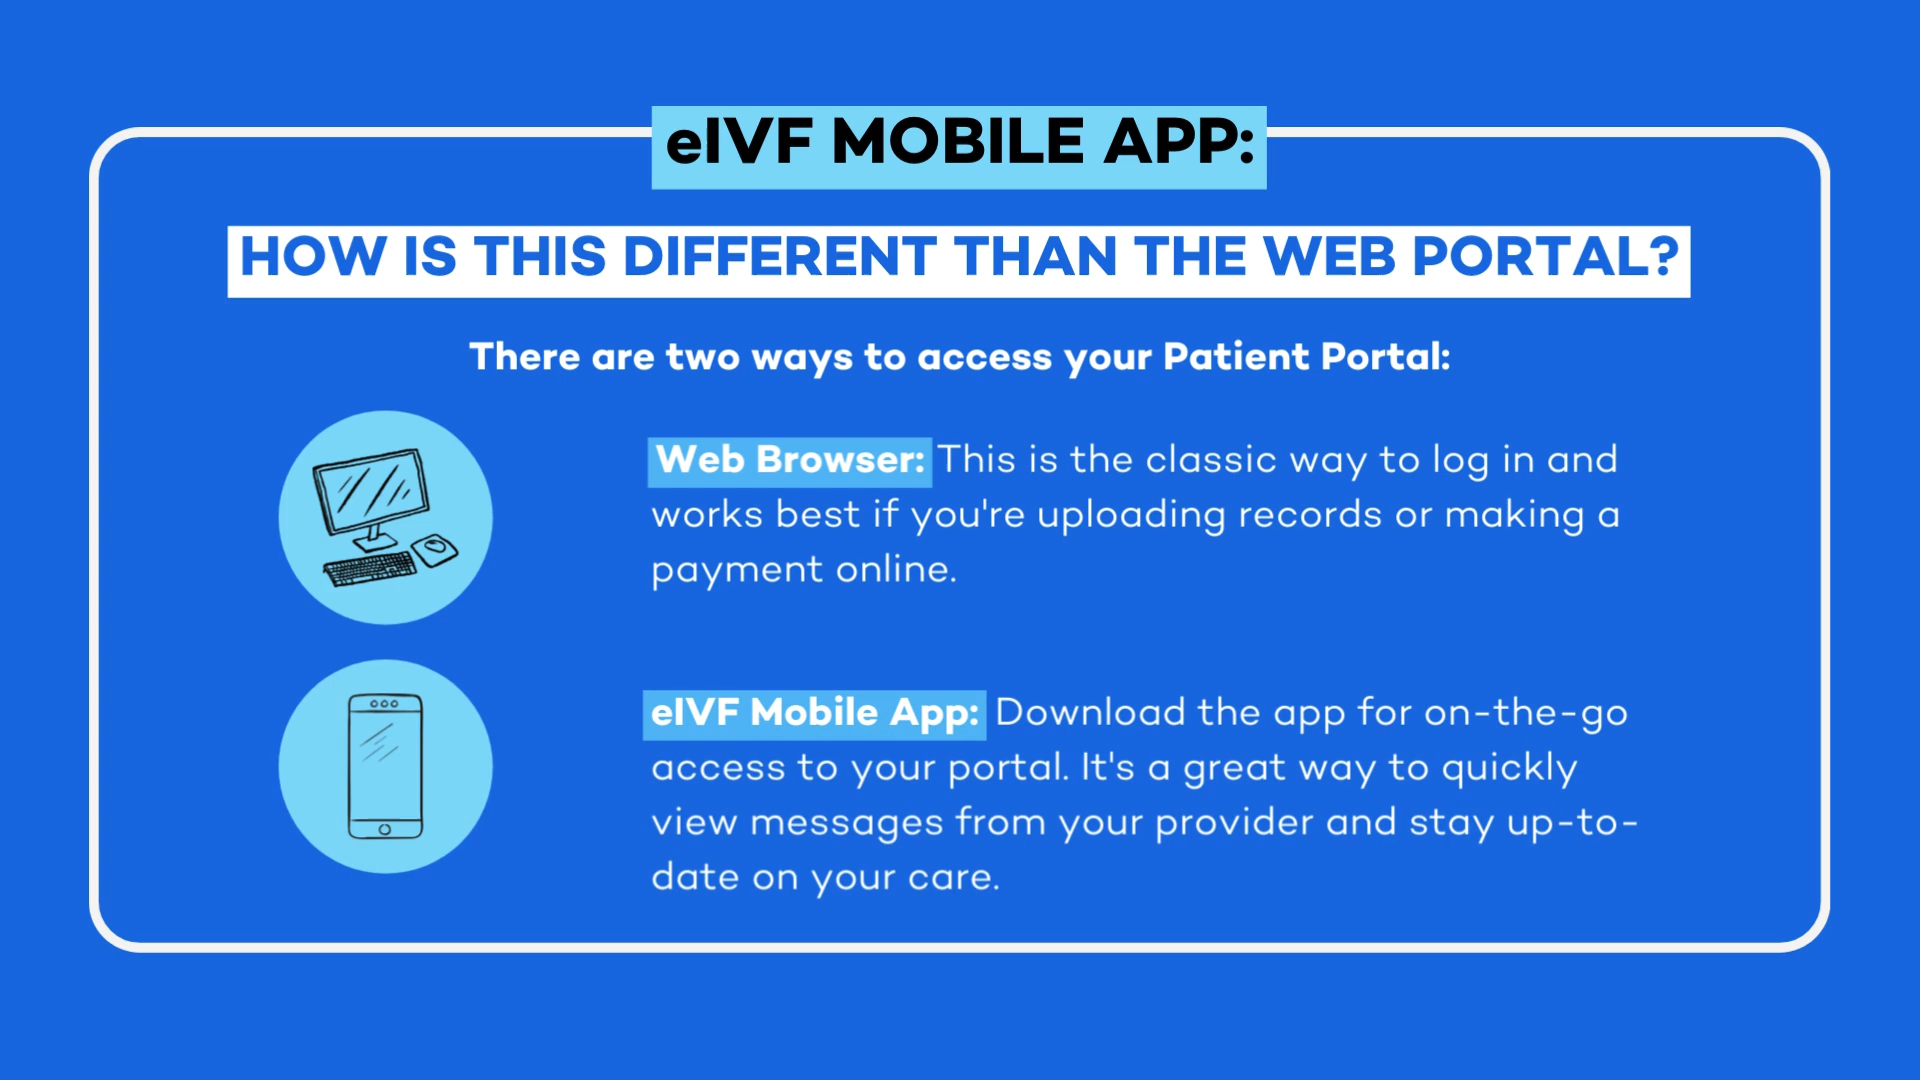 eIVF MOBILE APP:
HOW IS THIS DIFFERENT THAN THE WEB PORTAL?
There are two ways to access your Patient Portal:
Web Browser: This is the classic way to log in and
works best if you're uploading records or making a
payment online.
eIVF Mobile App: Download the app for on-the-go
access to your portal. It's a great way to quickly
view messages from your provider and stay up-to-
date on your care.